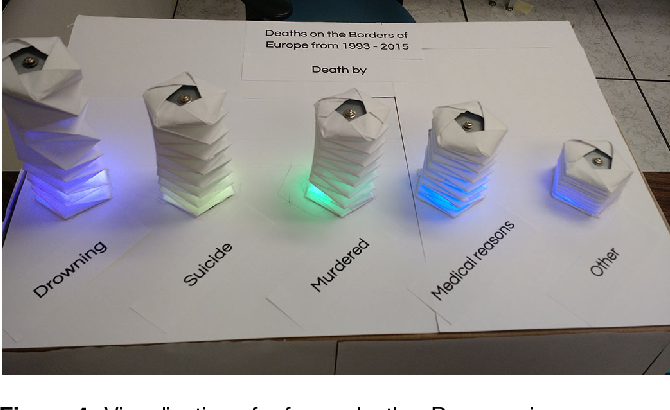 Deaths on the Borders of
Europe from 1993 - 2015
Death by
Drowning
Suicide
Murdered
Medical reasons
Other